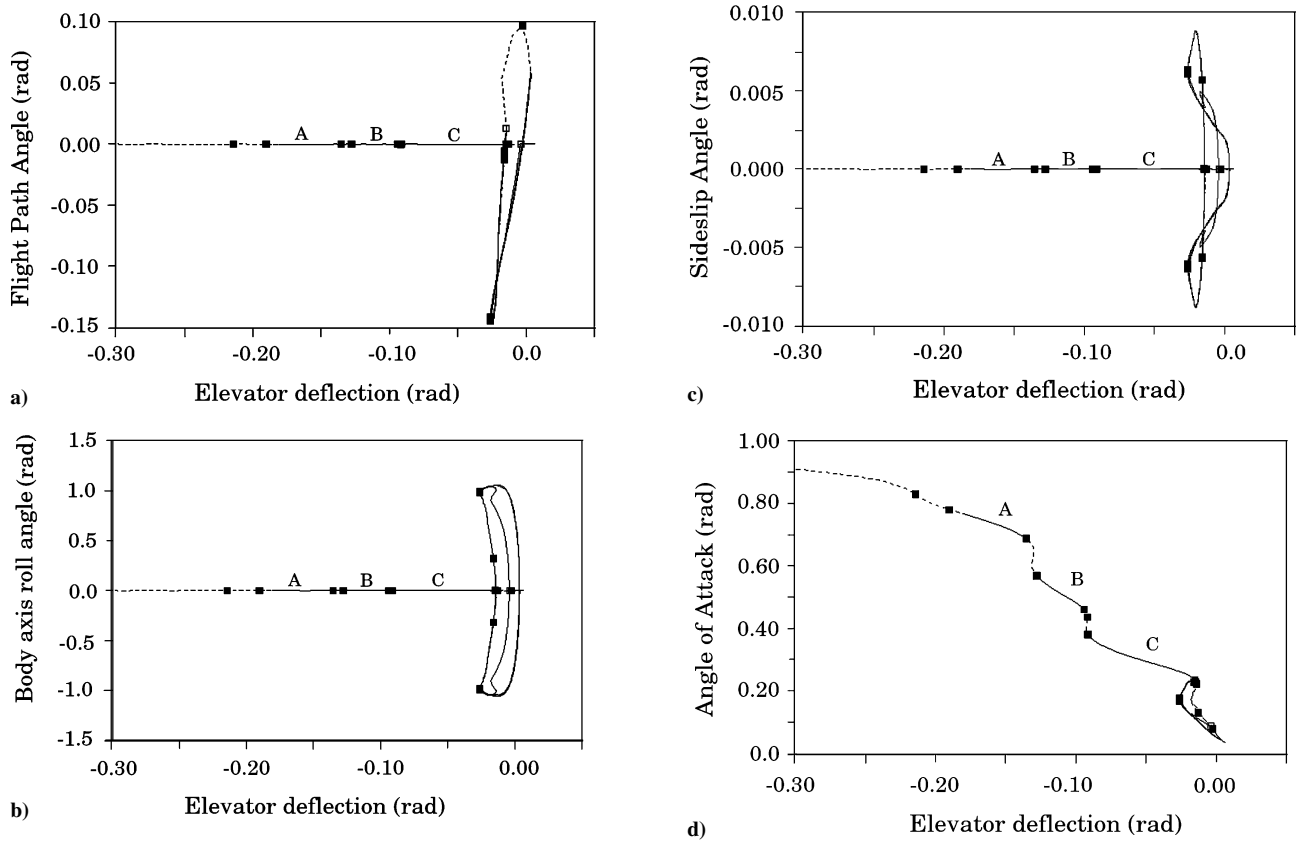 Flight Path Angle (rad)
0.10
0.05
0.00
-0.05
-0.10
-0.15
A
B
C
-0.30
-0.20
-0.10
0.0
Elevator deflection (rad)
a)
Sideslip Angle (rad)
0.010
0.005
0.000
-0.005
-0.010
A
B
C
-0.30
-0.20
-0.10
0.0
Elevator deflection (rad)
c)
Body axis roll angle (rad)
1.5
1.0
0.5
0.0
-0.5
-1.0
-1.5
A
B
C
-0.30
-0.20
-0.10
0.00
Elevator deflection (rad)
b)
Angle of Attack (rad)
1.00
0.80
0.60
0.40
0.20
0.0
A
B
C
-0.30
-0.20
-0.10
0.00
Elevator deflection (rad)
d)